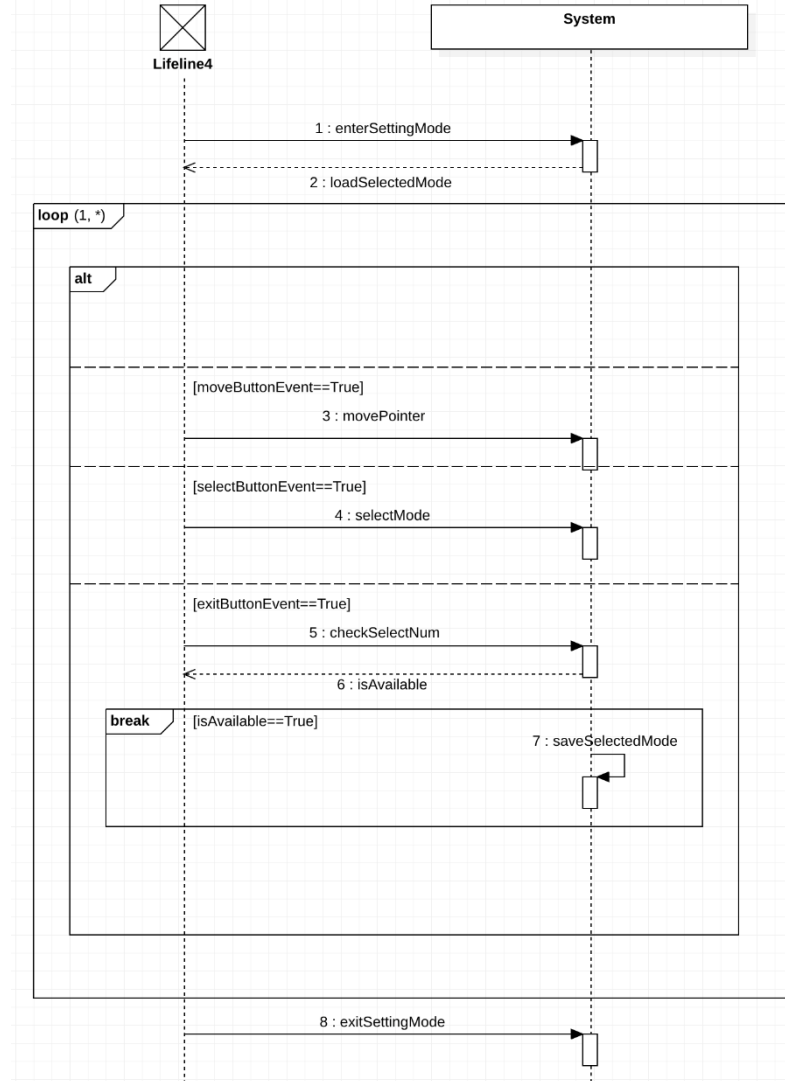 System
Lifeline4
1 : enterSettingMode
2 : loadSelectedMode
loop (1, *)
alt
[moveButtonEvent==True]
3 : movePointer
[selectButtonEvent==True]
4 : selectMode
[exitButtonEvent==True]
5 : checkSelectNum
6 : isAvailable
break [isAvailable==True]
7 : saveSelectedMode
8 : exitSettingMode